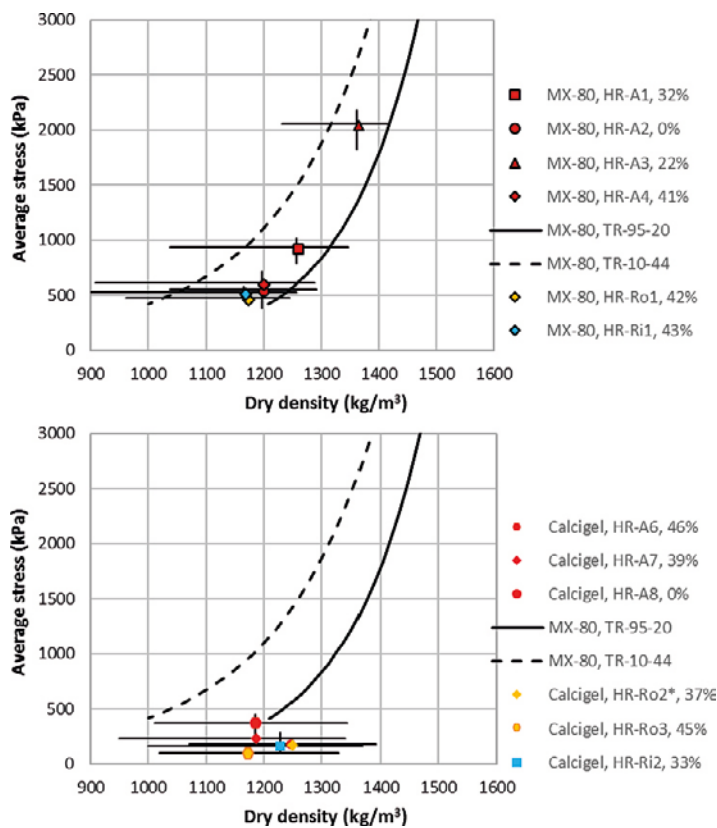 3000
2500
2000
1500
1000
500
0
Average stress (kPa)
900 1000 1100 1200 1300 1400 1500 1600
Dry density (kg/m³)
MX-80, HR-A1, 32%
MX-80, HR-A2, 0%
MX-80, HR-A3, 22%
MX-80, HR-A4, 41%
MX-80, TR-95-20
MX-80, TR-10-44
MX-80, HR-Ro1, 42%
MX-80, HR-Ri1, 43%
3000
2500
2000
1500
1000
500
0
Average stress (kPa)
900 1000 1100 1200 1300 1400 1500 1600
Dry density (kg/m³)
Calcigel, HR-A6, 46%
Calcigel, HR-A7, 39%
Calcigel, HR-A8, 0%
MX-80, TR-95-20
MX-80, TR-10-44
Calcigel, HR-Ro2*, 37%
Calcigel, HR-Ro3, 45%
Calcigel, HR-Ri2, 33%